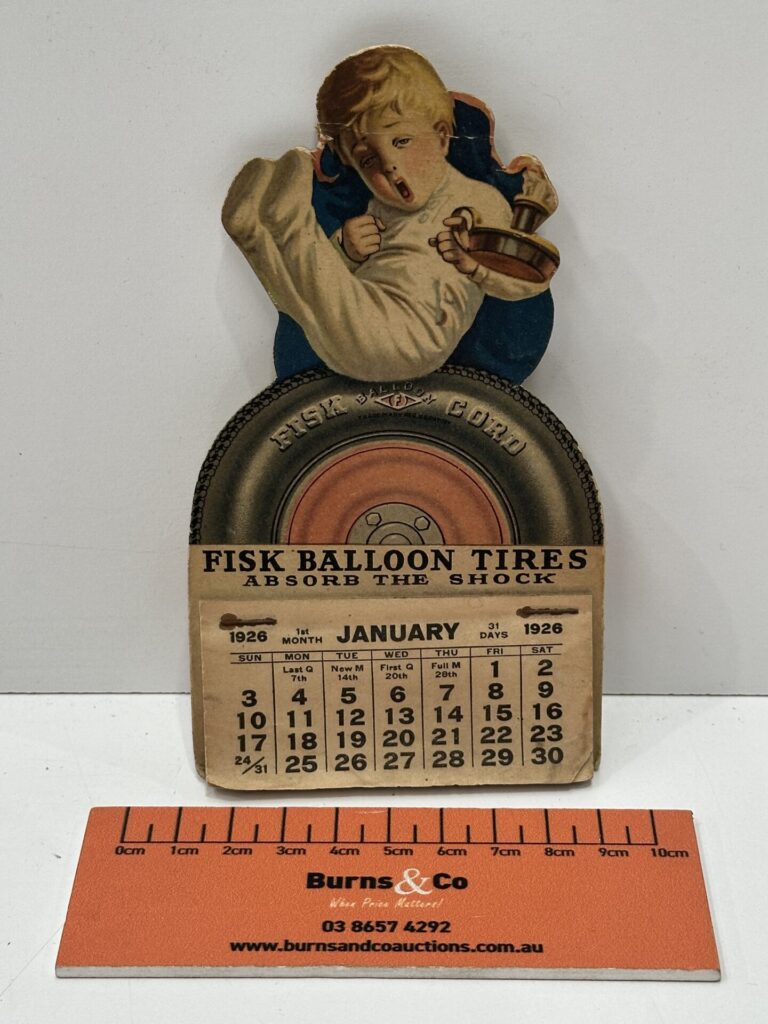 FISK BALLOON CORD
F
FISK BALLOON TIRES
ABSORB THE SHOCK
1926 1st MONTH JANUARY 31 DAYS 1926
SUN MON TUE WED THU FRI SAT
Last Q 7th New M 14th First Q 20th Full M 28th 1 2
3 4 5 6 7 8 9
10 11 12 13 14 15 16
17 18 19 20 21 22 23
24/31 25 26 27 28 29 30
0cm 1cm 2cm 3cm 4cm 5cm 6cm 7cm 8cm 9cm 10cm
Burns&Co
When Price Matters!
03 8657 4292
www.burnsandcoauctions.com.au